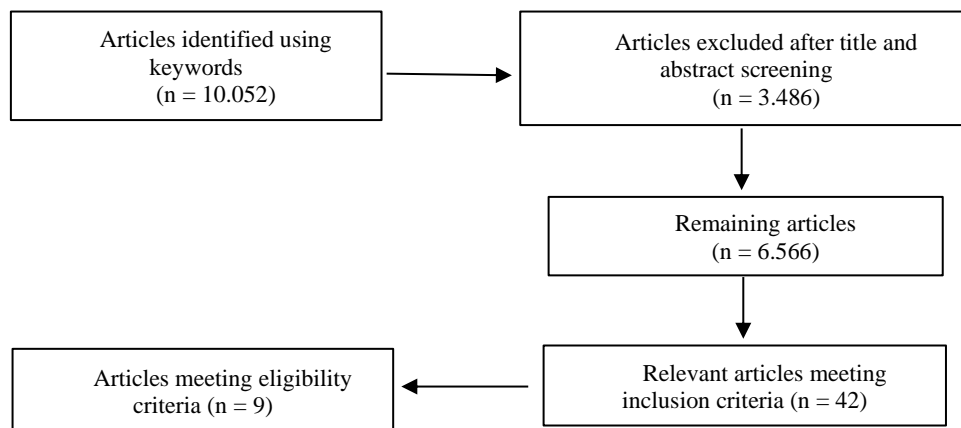 Articles identified using
keywords
(n = 10.052)
Articles excluded after title and
abstract screening
(n = 3.486)
Remaining articles
(n = 6.566)
Relevant articles meeting
inclusion criteria (n = 42)
Articles meeting eligibility
criteria (n = 9)